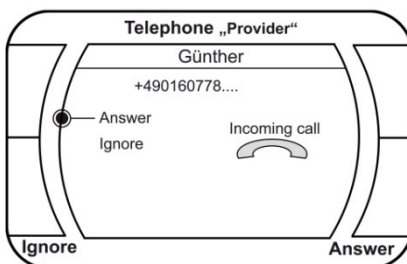 Telephone „Provider“
Günther
+490160778....
Answer
Incoming call
Ignore
Ignore
Answer